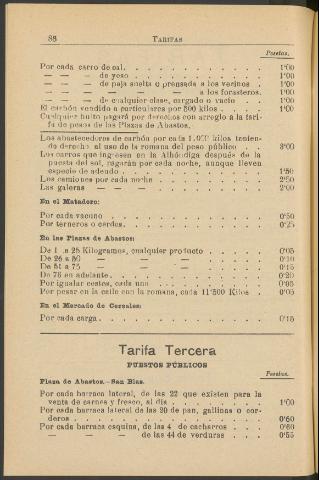 88 TARIFAS
Pesetas.
Por cada carro de cal. . . . . . . . . . . . 1'00
— — — de yeso . . . . . . . . . . . 1'00
— — — de paja suelta o prensada a los vecinos . 1'00
— — — — — — a los forasteros. 1'00
— — — de cualquier clase, cargado o vacío . . 1'00
El carbón vendido a particulares por 500 kilos . . . 1'00
Cualquier bulto pagará por derechos con arreglo a la tari-
fa de pesos de las Plazas de Abastos.
Los abastecedores de carbón por cada 1.000 kilos tenien-
do derecho al uso de la romana del peso público . . 3'00
Los carros que ingresen en la Alhóndiga después de la
puesta del sol, pagarán por cada noche, aunque lleven
especie de adeudo . . . . . . . . . . . . 1'50
Los camiones por cada noche . . . . . . . . . 2'50
Las galeras — — — . . . . . . . . . 2'00
En el Matadero:
Por cada vacuno . . . . . . . . . . . . . 0'50
Por terneros o cerdos. . . . . . . . . . . . 0'25
En las Plazas de Abastos:
De 1 a 25 Kilogramos, cualquier producto . . . . . 0'05
De 26 a 50 — — — . . . . . 0'10
De 51 a 75 — — — . . . . . 0'15
De 76 en adelante. . . . . . . . . . . . . 0'20
Por igualar cestos, cada uno . . . . . . . . . 0'05
Por pesar en la calle con la romana, cada 11'500 Kilos . 0'05
En el Mercado de Cereales:
Por cada carga. . . . . . . . . . . . . . 0'15
Tarifa Tercera
PUESTOS PÚBLICOS
Pesetas.
Plaza de Abastos.—San Blas.
Por cada barraca lateral, de las 22 que existen para la
venta de carnes y fresco, al día . . . . . . . . 1'00
Por cada barraca lateral de las 20 de pan, gallinas o cor-
deros . . . . . . . . . . . . . . . . 0'60
Por cada barraca esquina, de las 4 de cacharros . . . 0'60
— — — de las 44 de verduras . . . 0'55